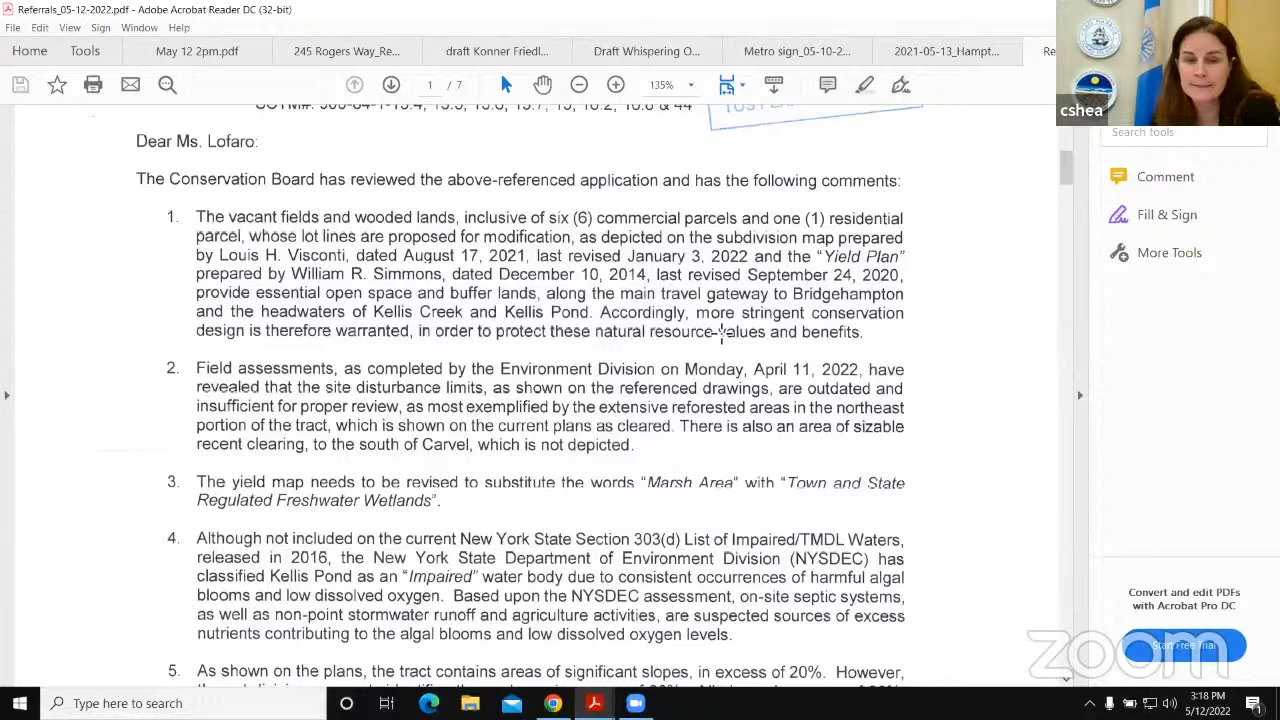 Referrals_05-12-2022.pdf - Adobe Acrobat Reader DC (32-bit)
File Edit View Sign Window Help
Home Tools May 12 2pm.pdf 245 Rogers Way_Re... draft Konner Friedl... Draft Whispering O... Metro sign_05-10-2... 2021-05-13_Hampt...
1 / 7 135%
cshea
Dear Ms. Lofaro:
The Conservation Board has reviewed the above-referenced application and has the following comments:
1. The vacant fields and wooded lands, inclusive of six (6) commercial parcels and one (1) residential
parcel, whose lot lines are proposed for modification, as depicted on the subdivision map prepared
by Louis H. Visconti, dated August 17, 2021, last revised January 3, 2022 and the “Yield Plan”
prepared by William R. Simmons, dated December 10, 2014, last revised September 24, 2020,
provide essential open space and buffer lands, along the main travel gateway to Bridgehampton
and the headwaters of Kellis Creek and Kellis Pond. Accordingly, more stringent conservation
design is therefore warranted, in order to protect these natural resource values and benefits.
2. Field assessments, as completed by the Environment Division on Monday, April 11, 2022, have
revealed that the site disturbance limits, as shown on the referenced drawings, are outdated and
insufficient for proper review, as most exemplified by the extensive reforested areas in the northeast
portion of the tract, which is shown on the current plans as cleared. There is also an area of sizable
recent clearing, to the south of Carvel, which is not depicted.
3. The yield map needs to be revised to substitute the words “Marsh Area” with “Town and State
Regulated Freshwater Wetlands”.
4. Although not included on the current New York State Section 303(d) List of Impaired/TMDL Waters,
released in 2016, the New York State Department of Environment Division (NYSDEC) has
classified Kellis Pond as an “Impaired” water body due to consistent occurrences of harmful algal
blooms and low dissolved oxygen. Based upon the NYSDEC assessment, on-site septic systems,
as well as non-point stormwater runoff and agriculture activities, are suspected sources of excess
nutrients contributing to the algal blooms and low dissolved oxygen levels.
5. As shown on the plans, the tract contains areas of significant slopes, in excess of 20%. However,
Search tools
Comment
Fill & Sign
More Tools
Convert and edit PDFs
with Acrobat Pro DC
Start Free Trial
zoom
Type here to search
3:18 PM
5/12/2022